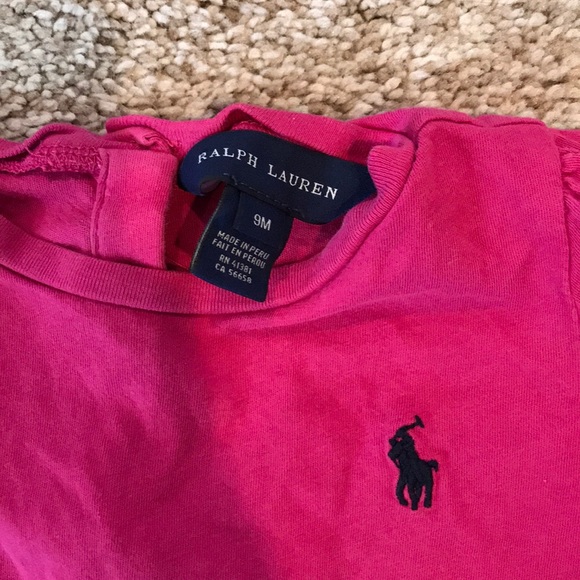 RALPH LAUREN
9M
MADE IN PERU
FAIT EN PEROU
RN 41381
CA 56658